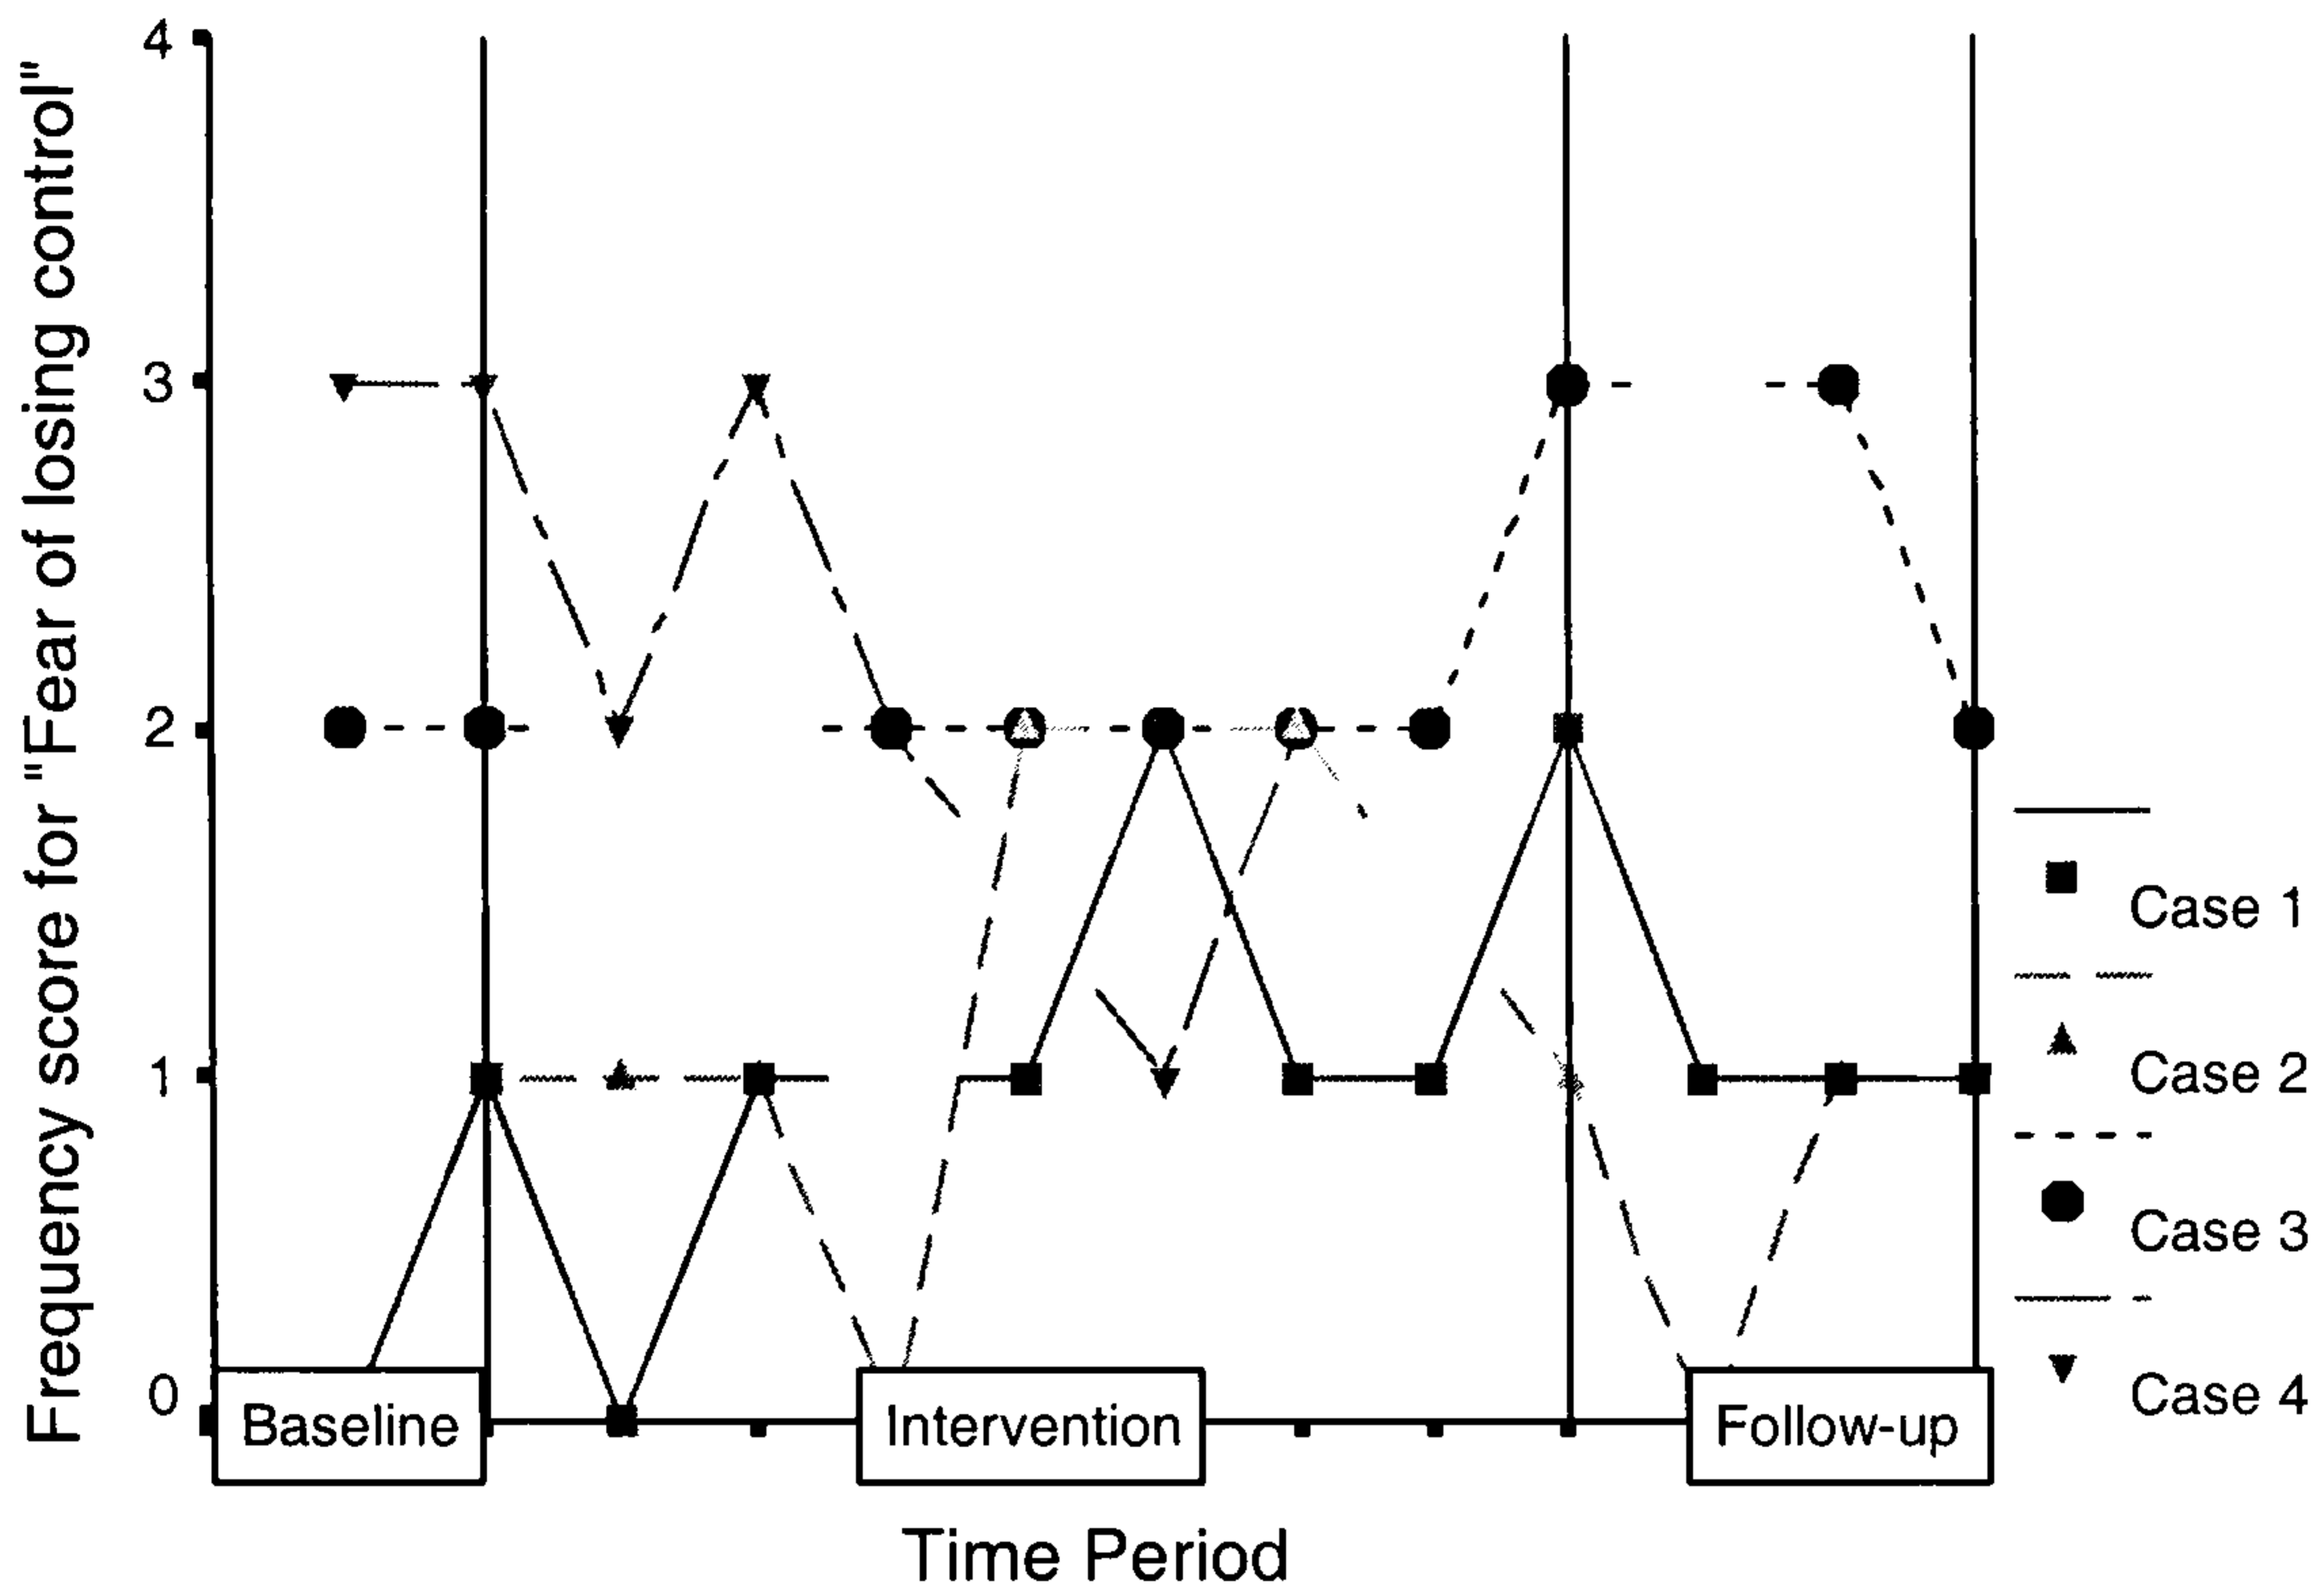 Frequency score for "Fear of losing control"
4
3
2
1
0
Baseline
Intervention
Follow-up
Time Period
Case 1
Case 2
Case 3
Case 4